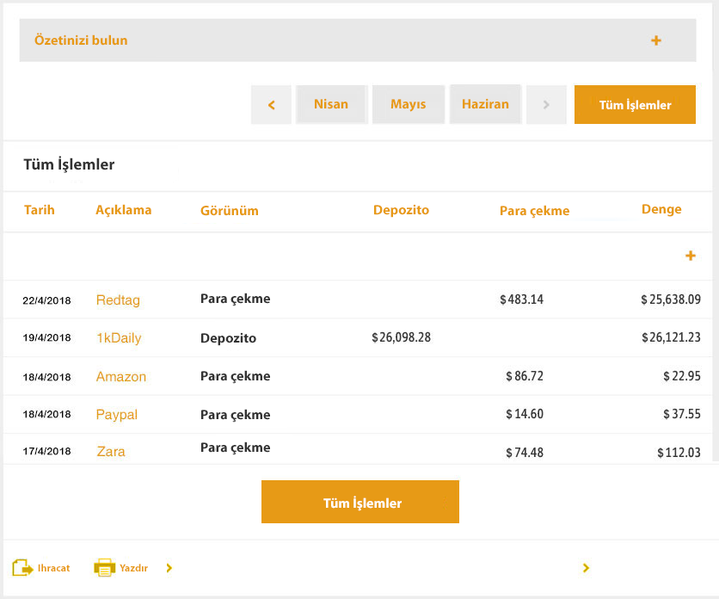 Özetinizi bulun +
< Nisan Mayıs Haziran > Tüm İşlemler
Tüm İşlemler
Tarih Açıklama Görünüm Depozito Para çekme Denge
+
22/4/2018 Redtag Para çekme $483.14 $25,638.09
19/4/2018 1kDaily Depozito $26,098.28 $26,121.23
18/4/2018 Amazon Para çekme $86.72 $22.95
18/4/2018 Paypal Para çekme $14.60 $37.55
17/4/2018 Zara Para çekme $74.48 $112.03
Tüm İşlemler
Ihracat Yazdır > >